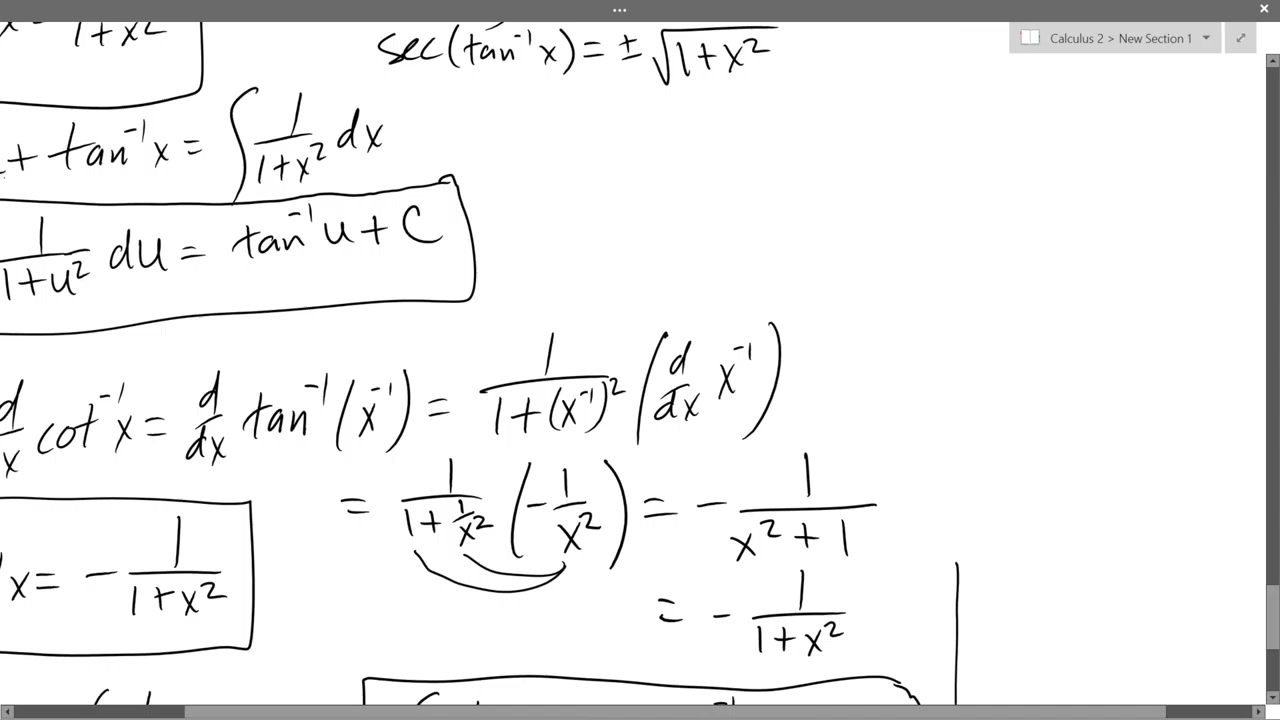 Calculus 2 > New Section 1
1+x²
sec(tan⁻¹x) = ± √(1+x²)
+ tan⁻¹x = ∫ 1/(1+x²) dx
1/(1+u²) du = tan⁻¹u + C
d/x cot⁻¹x = d/dx tan⁻¹(x⁻¹) = 1/(1+(x⁻¹)²) (d/dx x⁻¹)
= 1/(1+1/x²) (-1/x²) = - 1/(x²+1)
x = - 1/(1+x²)
= - 1/(1+x²)